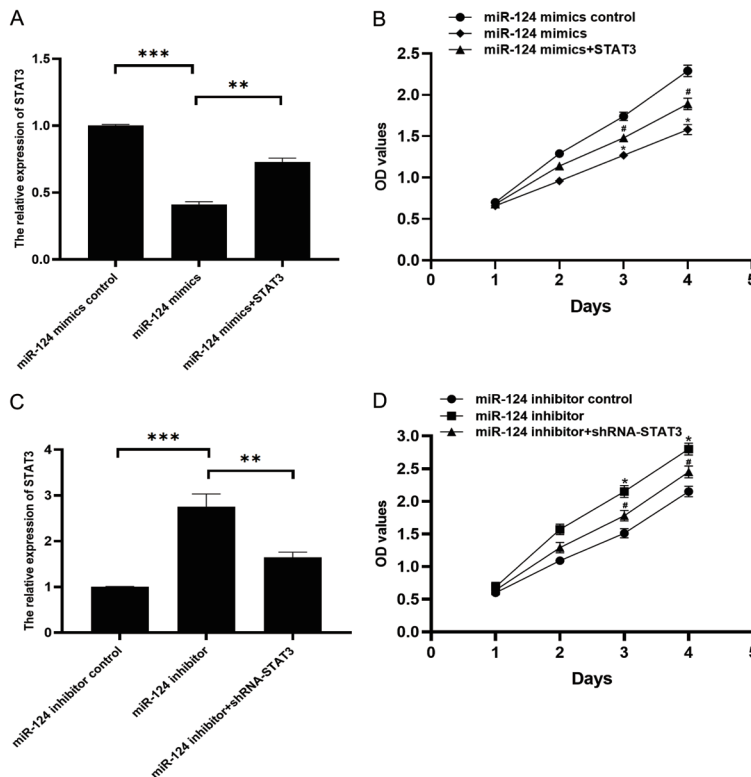 A
The relative expression of STAT3
1.5
1.0
0.5
0.0
***
**
miR-124 mimics control
miR-124 mimics
miR-124 mimics+STAT3
B
miR-124 mimics control
miR-124 mimics
miR-124 mimics+STAT3
OD values
2.5
2.0
1.5
1.0
0.5
0.0
#
*
#
*
0
1
2
3
4
5
Days
C
The relative expression of STAT3
4
3
2
1
0
***
**
miR-124 inhibitor control
miR-124 inhibitor
miR-124 inhibitor+shRNA-STAT3
D
miR-124 inhibitor control
miR-124 inhibitor
miR-124 inhibitor+shRNA-STAT3
OD values
3.0
2.5
2.0
1.5
1.0
0.5
0.0
*
#
*
#
0
1
2
3
4
5
Days